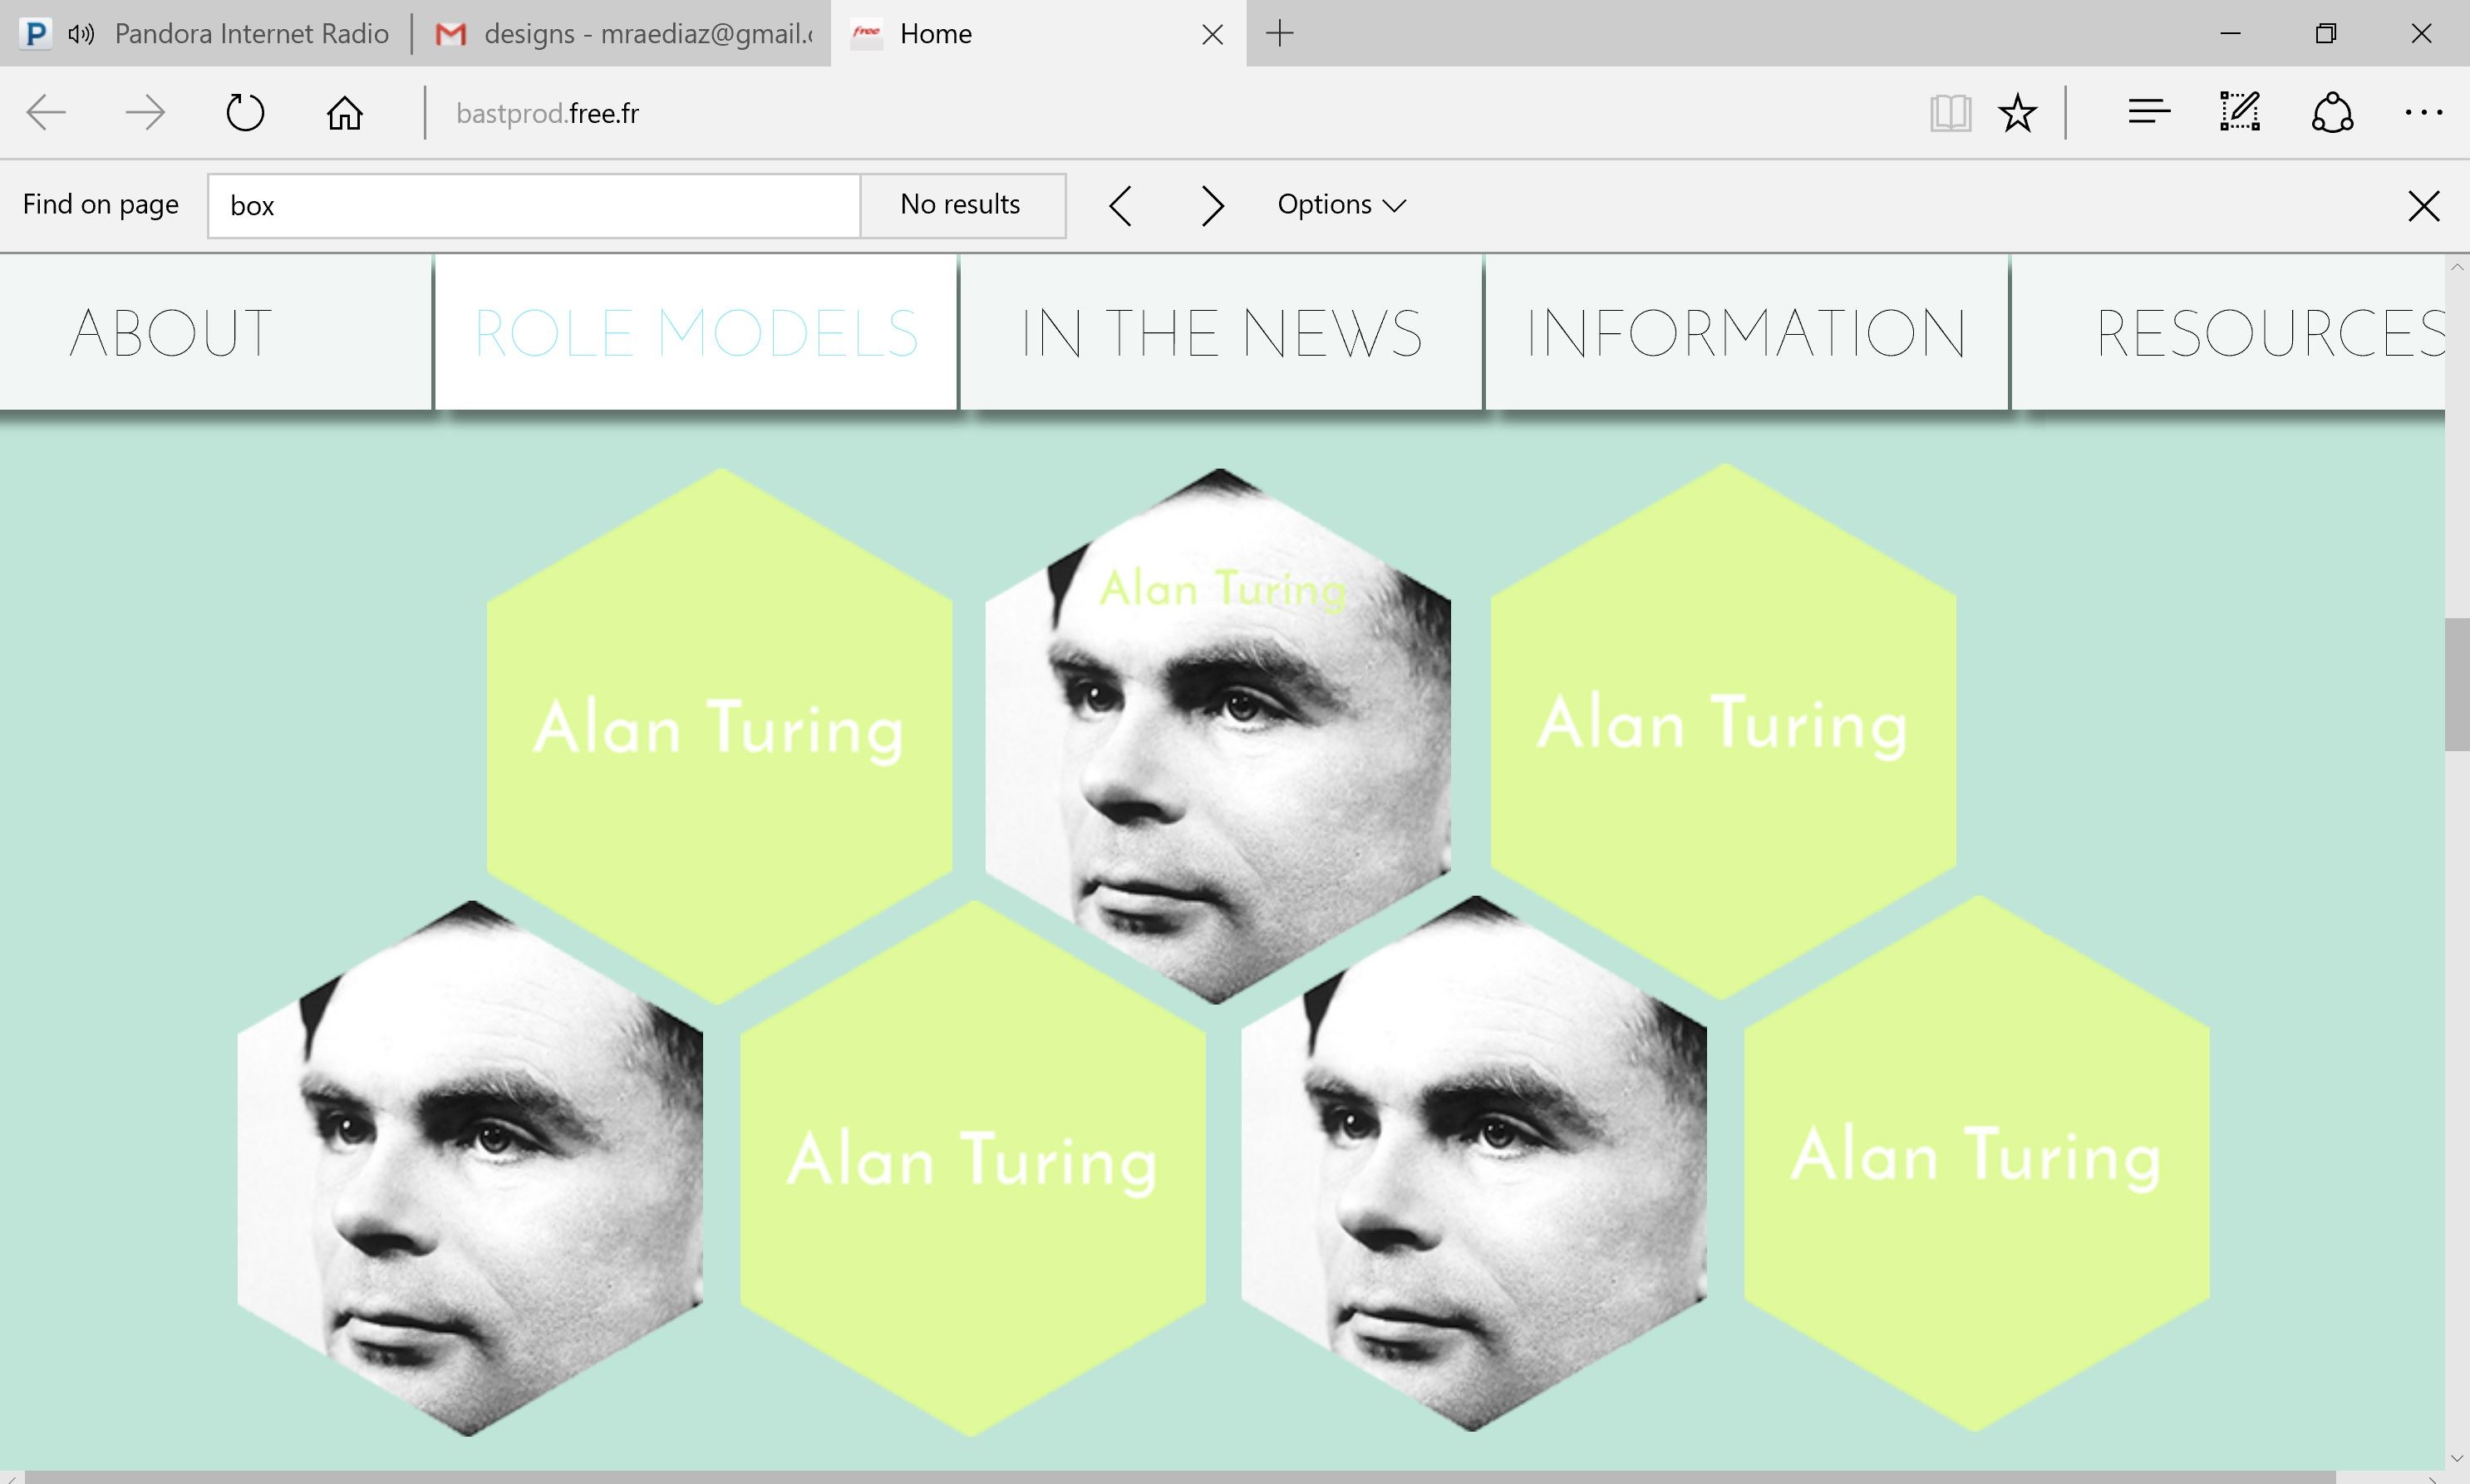 Pandora Internet Radio
designs - mraediaz@gmail.c
free Home
bastprod.free.fr
Find on page box No results Options
ABOUT ROLE MODELS IN THE NEWS INFORMATION RESOURCES
Alan Turing
Alan Turing
Alan Turing
Alan Turing
Alan Turing